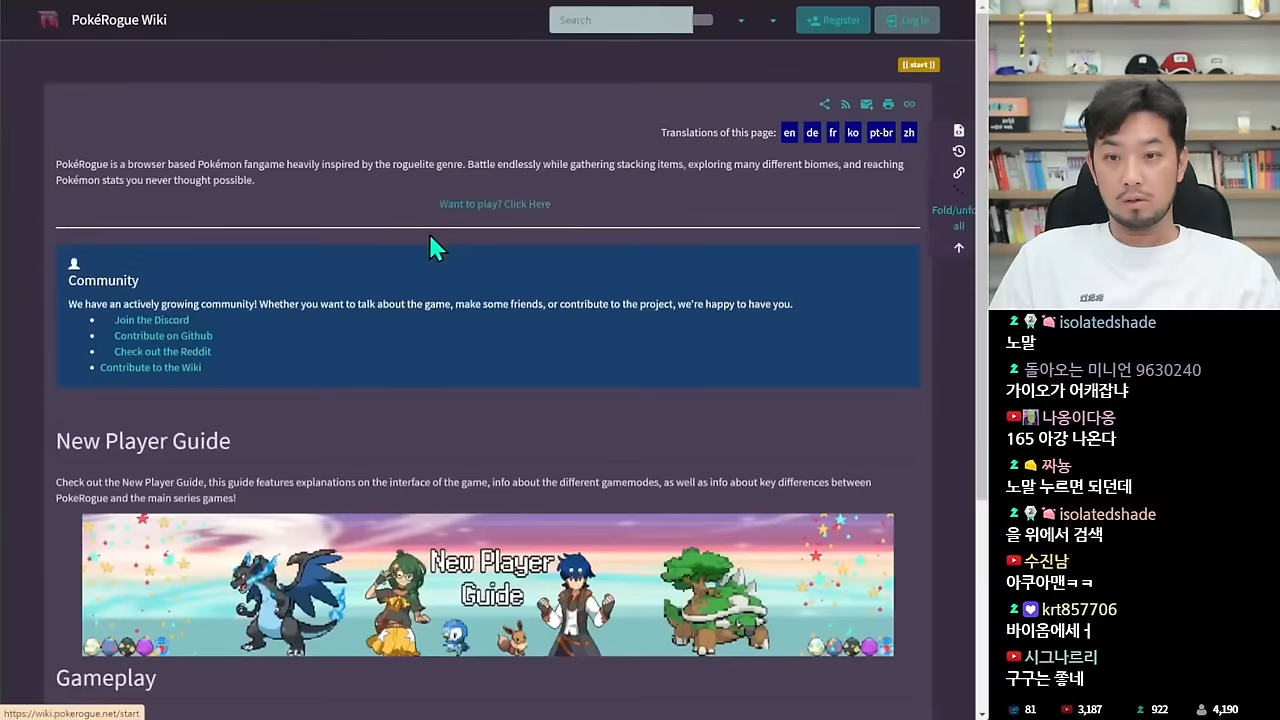 PokéRogue Wiki
Search
Register
Log In
[[ start ]]
Translations of this page: en de fr ko pt-br zh
PokéRogue is a browser based Pokémon fangame heavily inspired by the roguelite genre. Battle endlessly while gathering stacking items, exploring many different biomes, and reaching
Pokémon stats you never thought possible.
Want to play? Click Here
Fold/unfo
all
Community
We have an actively growing community! Whether you want to talk about the game, make some friends, or contribute to the project, we're happy to have you.
Join the Discord
Contribute on Github
Check out the Reddit
Contribute to the Wiki
New Player Guide
Check out the New Player Guide, this guide features explanations on the interface of the game, info about the different gamemodes, as well as info about key differences between
PokeRogue and the main series games!
New Player
Guide
Gameplay
https://wiki.pokerogue.net/start
isolatedshade
노말
돌아오는 미니언 9630240
가이오가 어캐잡냐
나옹이다옹
165 아강 나온다
짜뇽
노말 누르면 되던데
isolatedshade
을 위에서 검색
수진남
아쿠아맨ㅋㅋ
krt857706
바이옴에세ㅓ
시그나르리
구구는 좋네
81
3,187
922
4,190